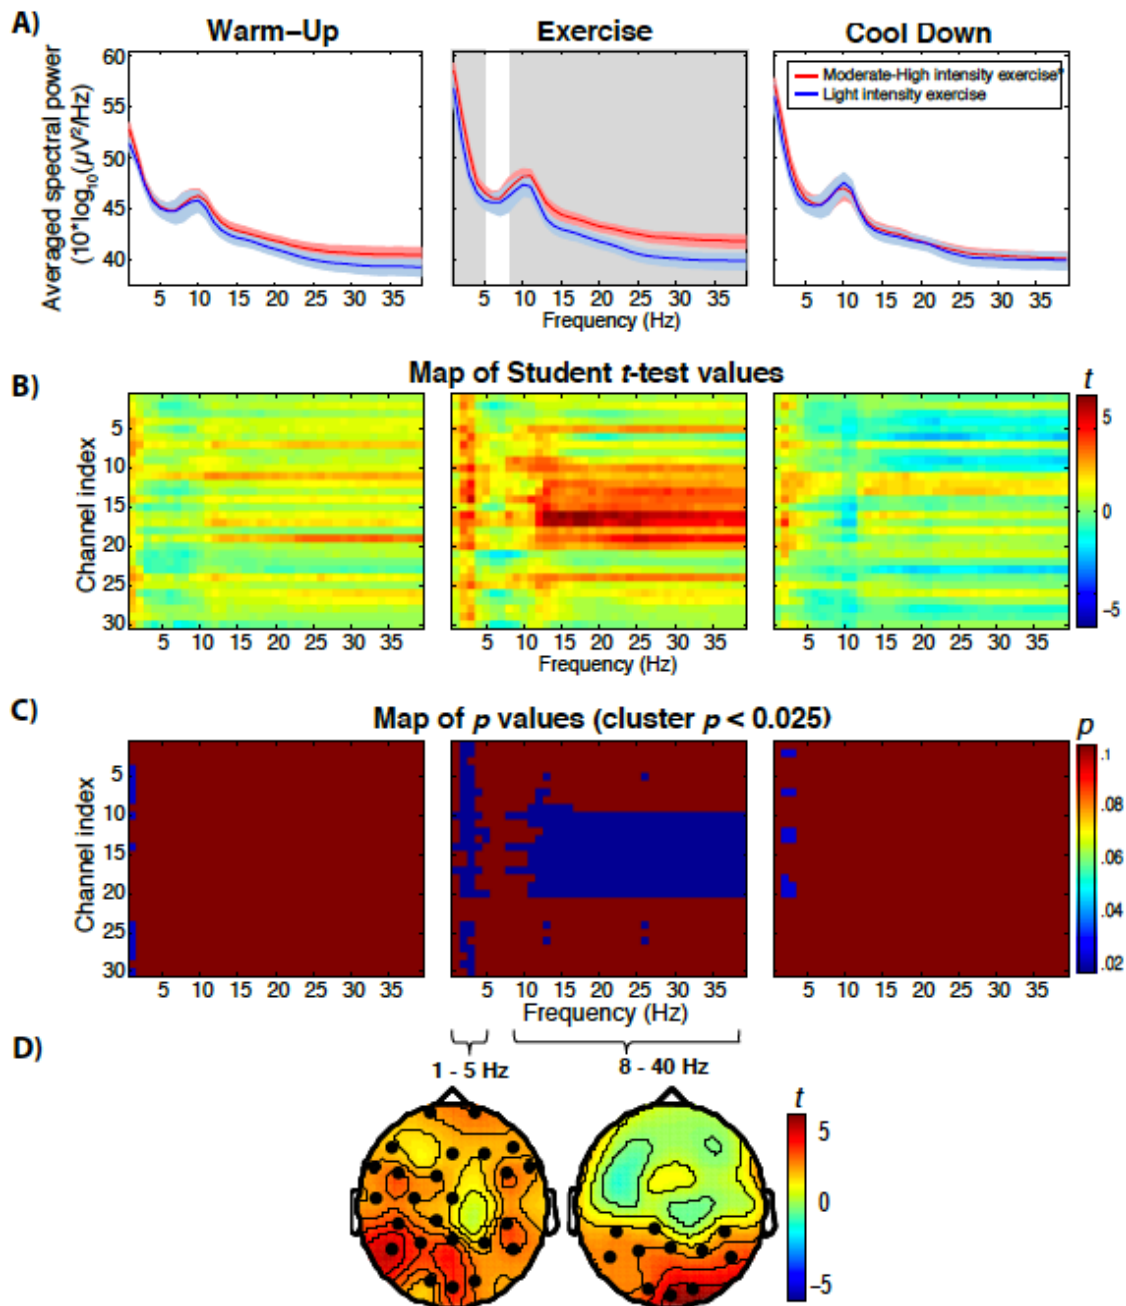 A)
Warm–Up
Exercise
Cool Down
Averaged spectral power
(10*log10(μV²/Hz)
60
55
50
45
40
Moderate-High intensity exercise*
Light intensity exercise
5 10 15 20 25 30 35
5 10 15 20 25 30 35
5 10 15 20 25 30 35
Frequency (Hz)
B)
Map of Student t-test values
t
Channel index
5
10
15
20
25
30
5
0
−5
5 10 15 20 25 30 35
5 10 15 20 25 30 35
5 10 15 20 25 30 35
Frequency (Hz)
C)
Map of p values (cluster p < 0.025)
p
Channel index
5
10
15
20
25
30
.1
.08
.06
.04
.02
5 10 15 20 25 30 35
5 10 15 20 25 30 35
5 10 15 20 25 30 35
Frequency (Hz)
D)
1 - 5 Hz
8 - 40 Hz
t
5
0
−5